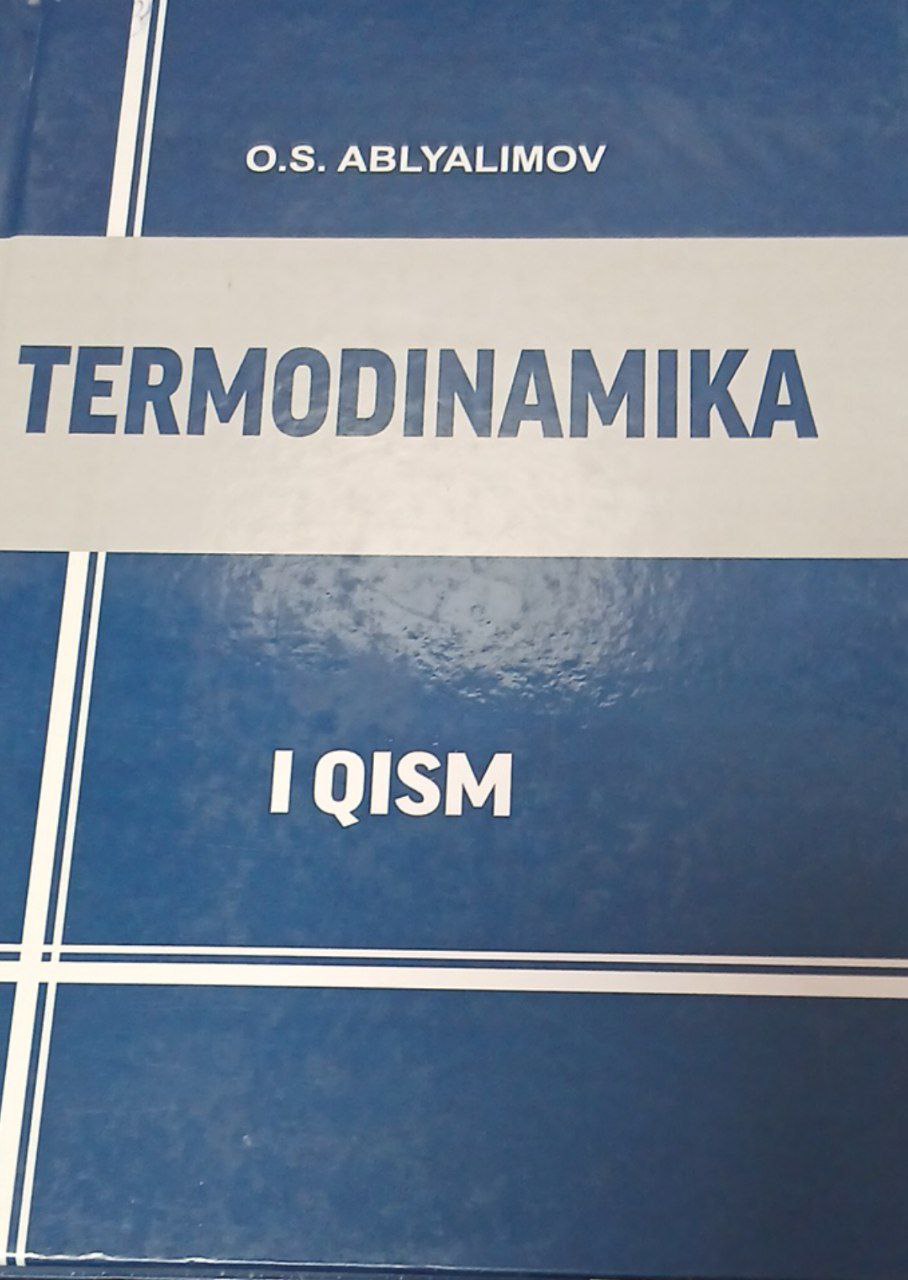 O.S. ABLYALIMOV
TERMODINAMIKA
I QISM